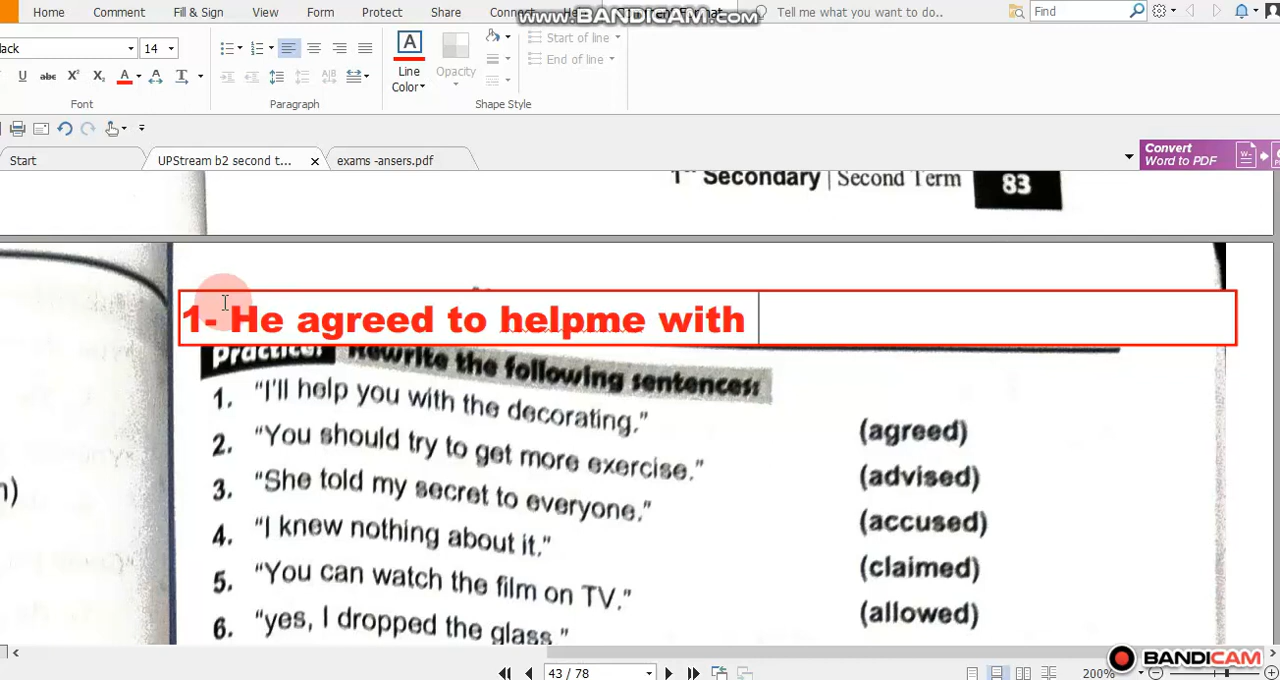 Home Comment Fill & Sign View Form Protect Share Connect Tell me what you want to do.. Find
www.BANDICAM.com
14
Line Color
Opacity
Start of line
End of line
Font Paragraph Shape Style
Start UPStream b2 second t... exams -ansers.pdf
Convert Word to PDF
Secondary | Second Term 83
1- He agreed to helpme with
Practice: Rewrite the following sentences:
1. "I'll help you with the decorating." (agreed)
2. "You should try to get more exercise." (advised)
3. "She told my secret to everyone." (accused)
4. "I knew nothing about it." (claimed)
5. "You can watch the film on TV." (allowed)
6. "yes, I dropped the glass."
43 / 78 200%
BANDICAM